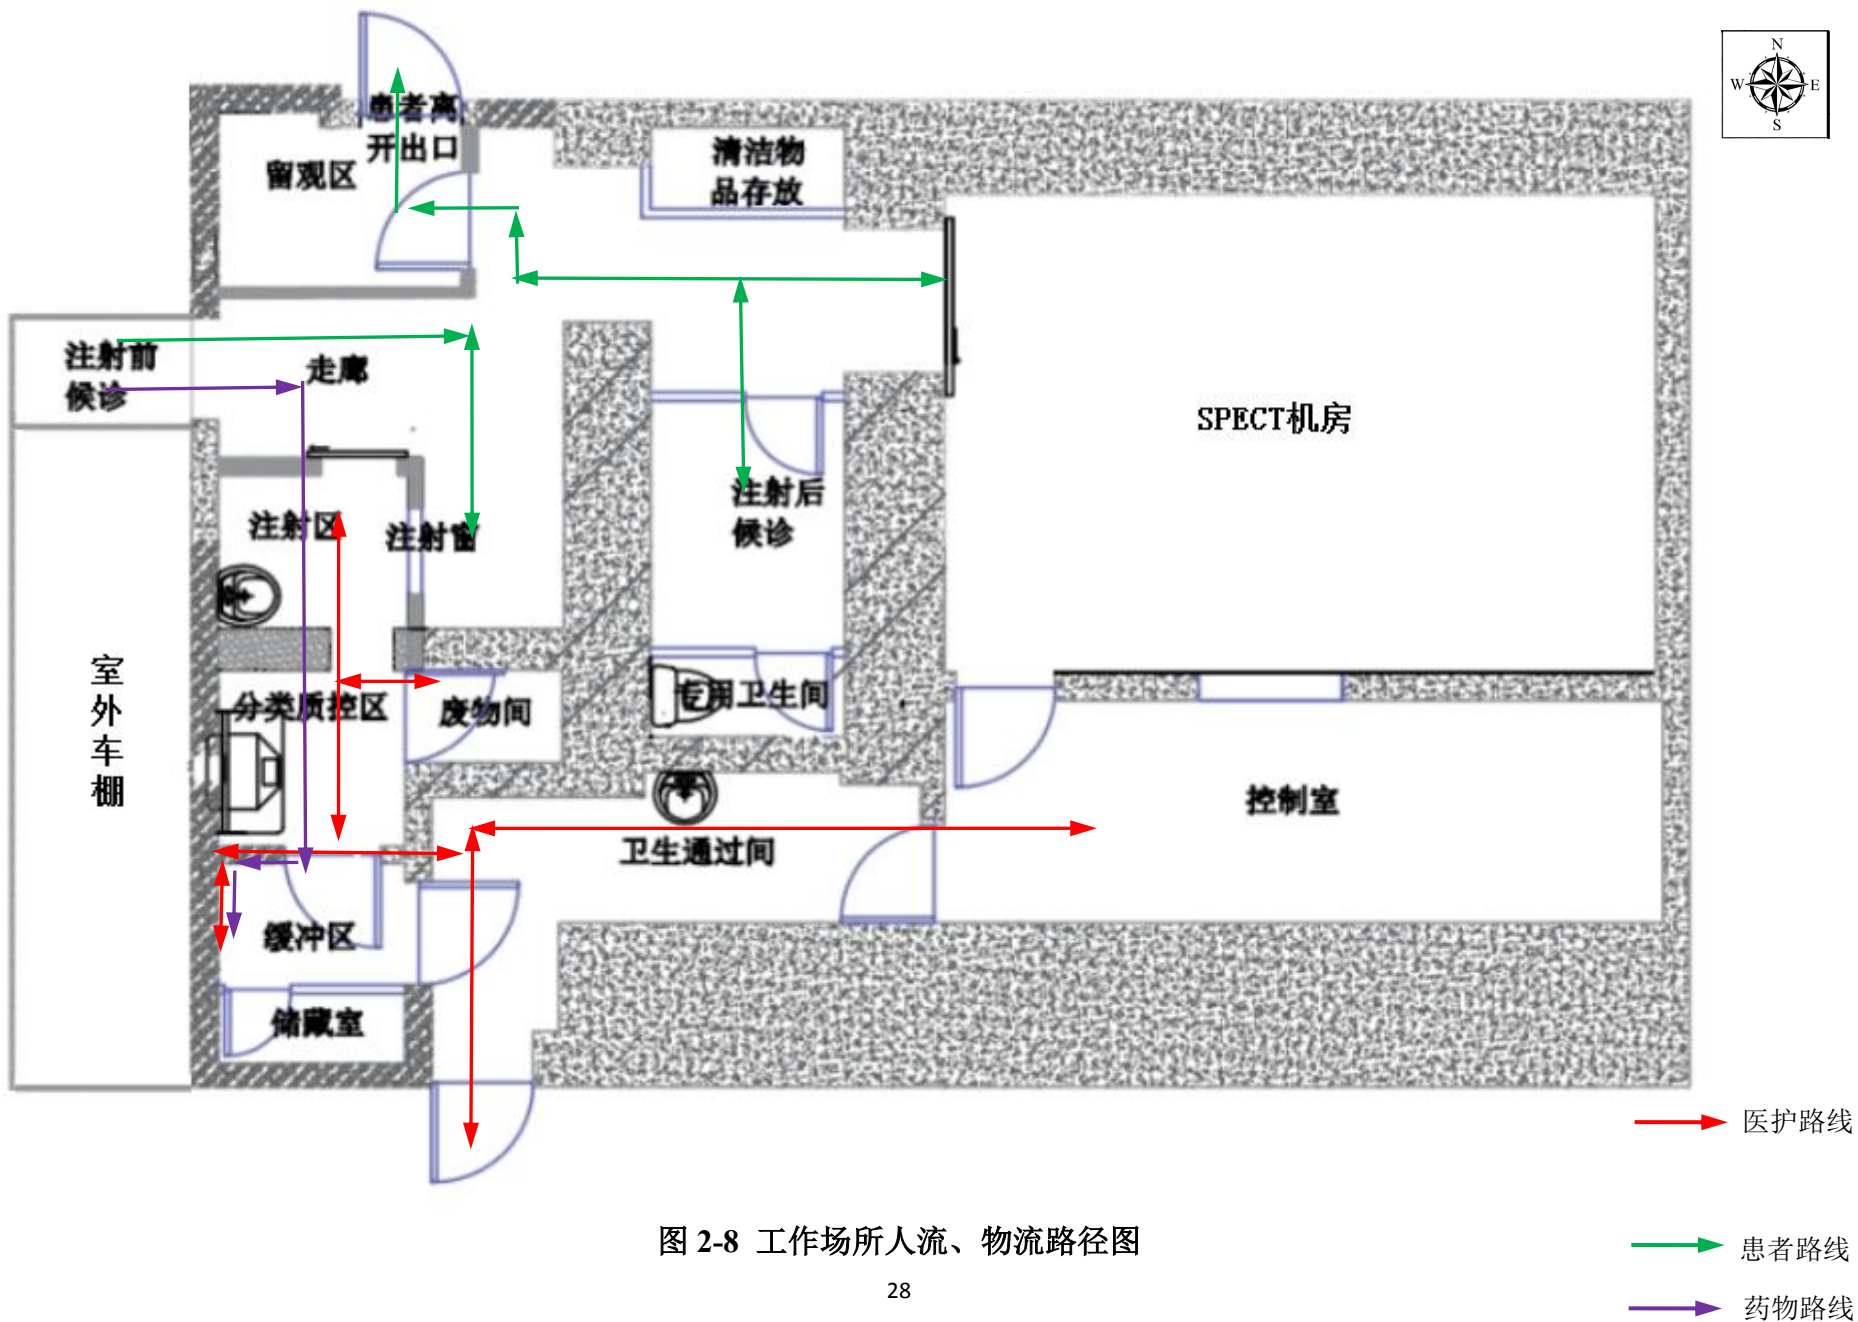 N
W
E
S
患者离
开出口
留观区
清洁物
品存放
注射前
候诊
走廊
SPECT机房
注射区
注射窗
注射后
候诊
室外车棚
分类质控区
废物间
专用卫生间
控制室
卫生通过间
缓冲区
储藏室
医护路线
图 2-8 工作场所人流、物流路径图
患者路线
28
药物路线